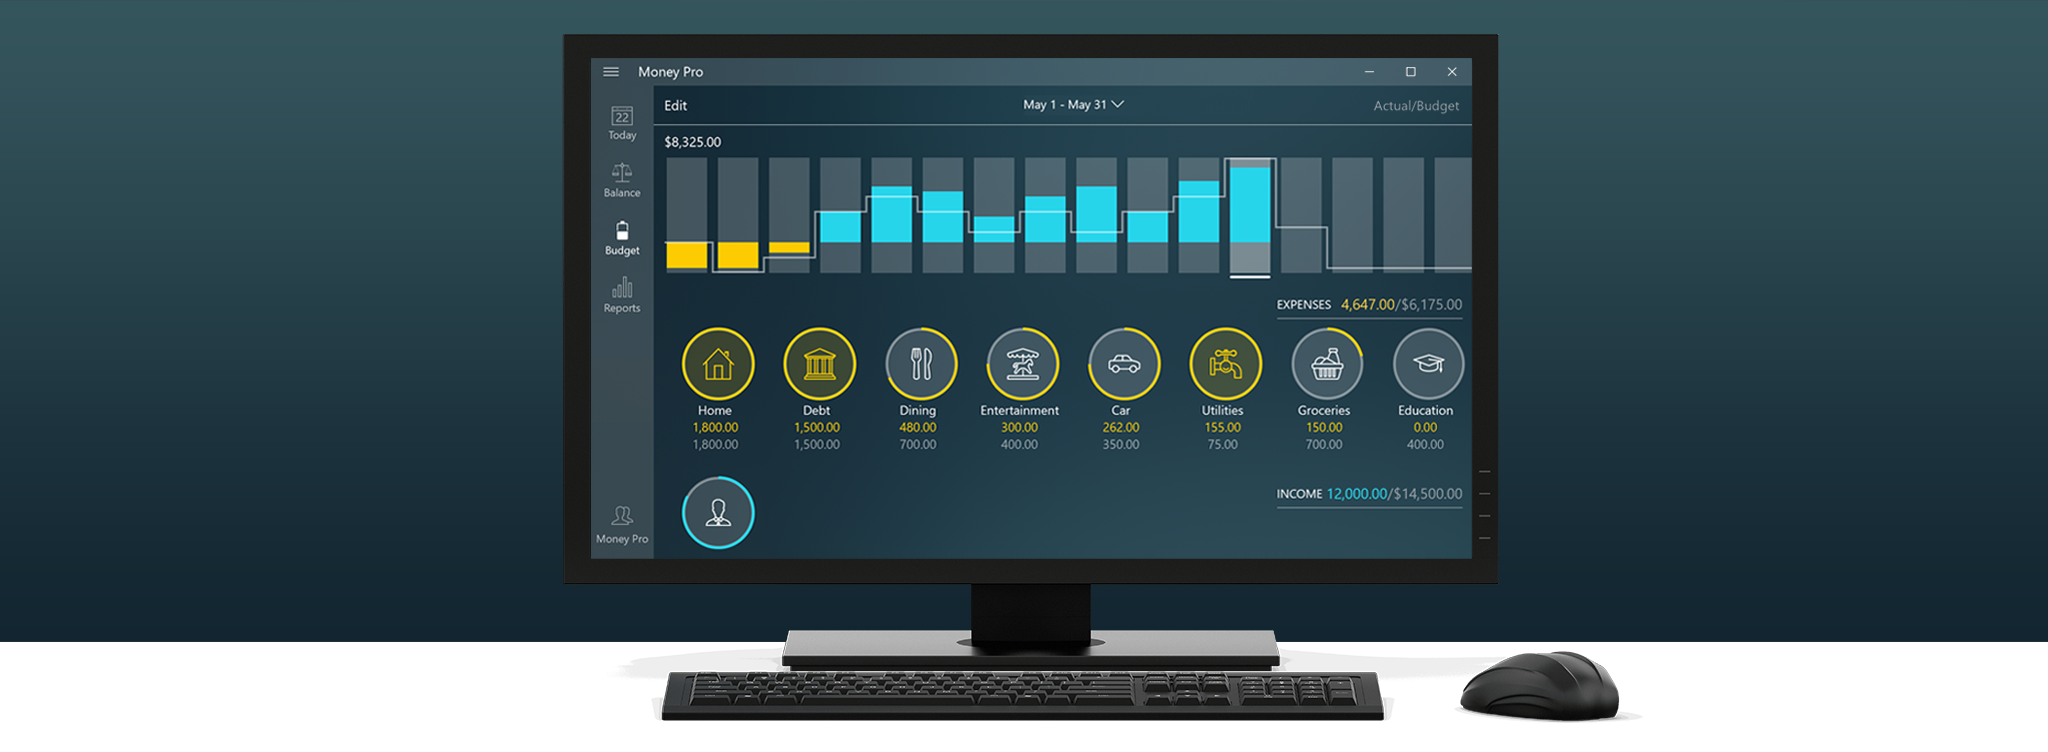 Money Pro
Edit
May 1 - May 31
Actual/Budget
22
Today
$8,325.00
Balance
Budget
Reports
EXPENSES 4,647.00/$6,175.00
Home Debt Dining Entertainment Car Utilities Groceries Education
1,800.00 1,500.00 480.00 300.00 262.00 155.00 150.00 0.00
1,800.00 1,500.00 700.00 400.00 350.00 75.00 700.00 400.00
INCOME 12,000.00/$14,500.00
Money Pro